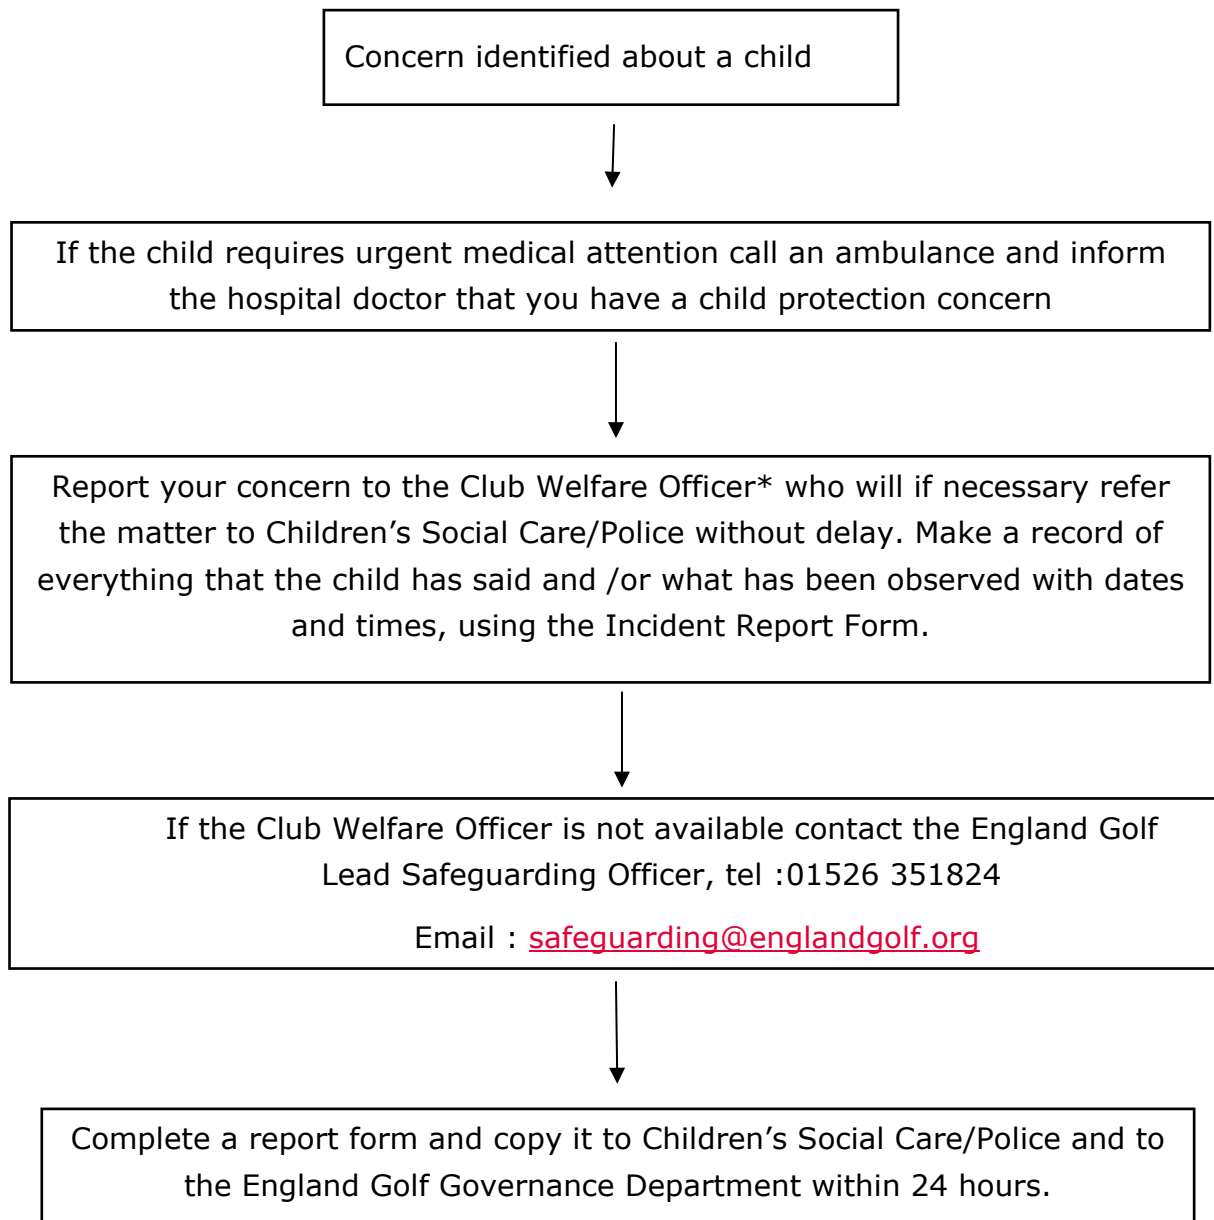 Concern identified about a child
If the child requires urgent medical attention call an ambulance and inform
the hospital doctor that you have a child protection concern
Report your concern to the Club Welfare Officer* who will if necessary refer
the matter to Children’s Social Care/Police without delay. Make a record of
everything that the child has said and /or what has been observed with dates
and times, using the Incident Report Form.
If the Club Welfare Officer is not available contact the England Golf
Lead Safeguarding Officer, tel :01526 351824
Email : safeguarding@englandgolf.org
Complete a report form and copy it to Children’s Social Care/Police and to
the England Golf Governance Department within 24 hours.